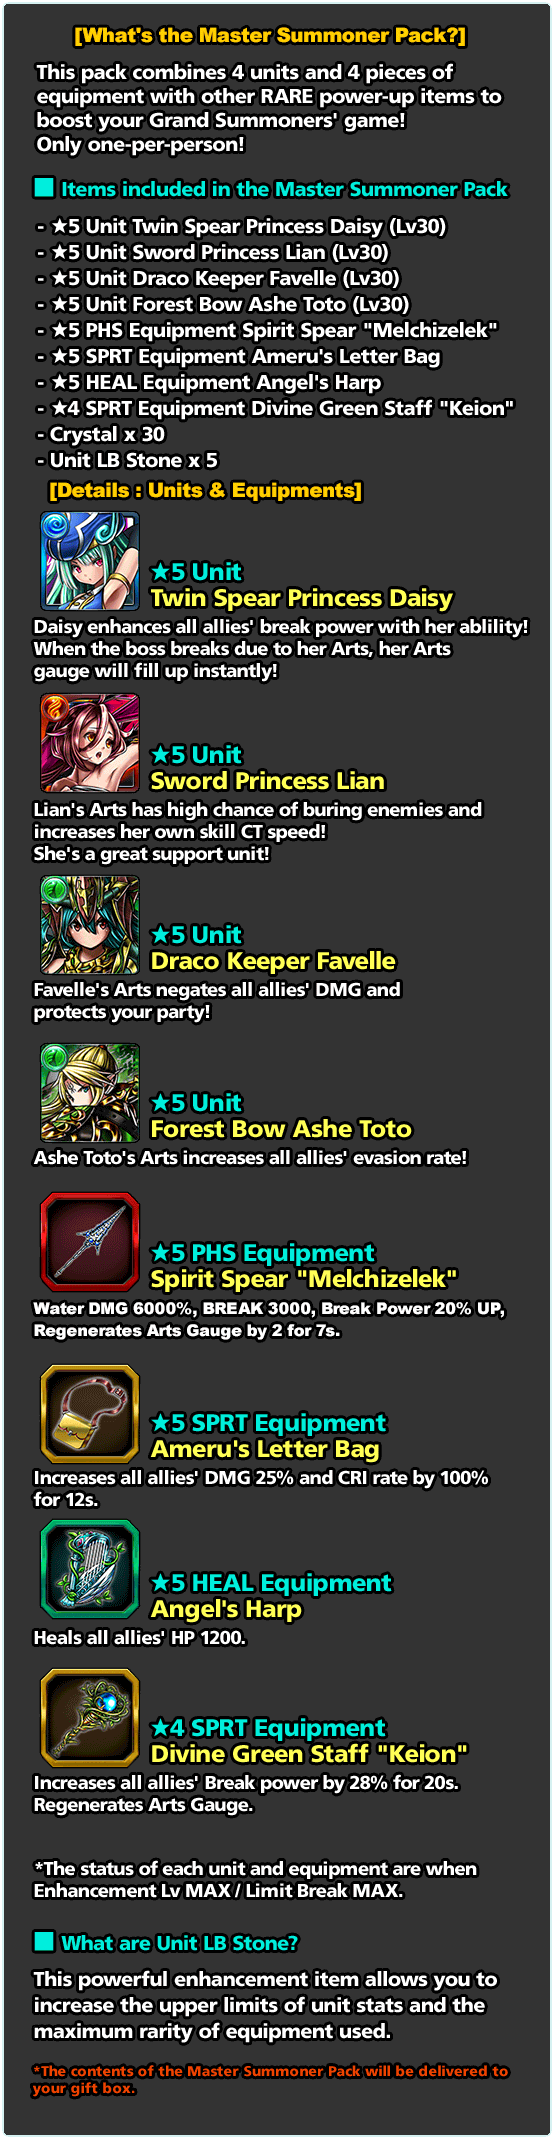 [What's the Master Summoner Pack?]
This pack combines 4 units and 4 pieces of
equipment with other RARE power-up items to
boost your Grand Summoners' game!
Only one-per-person!
■ Items included in the Master Summoner Pack
- ★5 Unit Twin Spear Princess Daisy (Lv30)
- ★5 Unit Sword Princess Lian (Lv30)
- ★5 Unit Draco Keeper Favelle (Lv30)
- ★5 Unit Forest Bow Ashe Toto (Lv30)
- ★5 PHS Equipment Spirit Spear "Melchizelek"
- ★5 SPRT Equipment Ameru's Letter Bag
- ★5 HEAL Equipment Angel's Harp
- ★4 SPRT Equipment Divine Green Staff "Keion"
- Crystal x 30
- Unit LB Stone x 5
[Details : Units & Equipments]
★5 Unit
Twin Spear Princess Daisy
Daisy enhances all allies' break power with her ablility!
When the boss breaks due to her Arts, her Arts
gauge will fill up instantly!
★5 Unit
Sword Princess Lian
Lian's Arts has high chance of buring enemies and
increases her own skill CT speed!
She's a great support unit!
★5 Unit
Draco Keeper Favelle
Favelle's Arts negates all allies' DMG and
protects your party!
★5 Unit
Forest Bow Ashe Toto
Ashe Toto's Arts increases all allies' evasion rate!
★5 PHS Equipment
Spirit Spear "Melchizelek"
Water DMG 6000%, BREAK 3000, Break Power 20% UP,
Regenerates Arts Gauge by 2 for 7s.
★5 SPRT Equipment
Ameru's Letter Bag
Increases all allies' DMG 25% and CRI rate by 100%
for 12s.
★5 HEAL Equipment
Angel's Harp
Heals all allies' HP 1200.
★4 SPRT Equipment
Divine Green Staff "Keion"
Increases all allies' Break power by 28% for 20s.
Regenerates Arts Gauge.
*The status of each unit and equipment are when
Enhancement Lv MAX / Limit Break MAX.
■ What are Unit LB Stone?
This powerful enhancement item allows you to
increase the upper limits of unit stats and the
maximum rarity of equipment used.
*The contents of the Master Summoner Pack will be delivered to
your gift box.